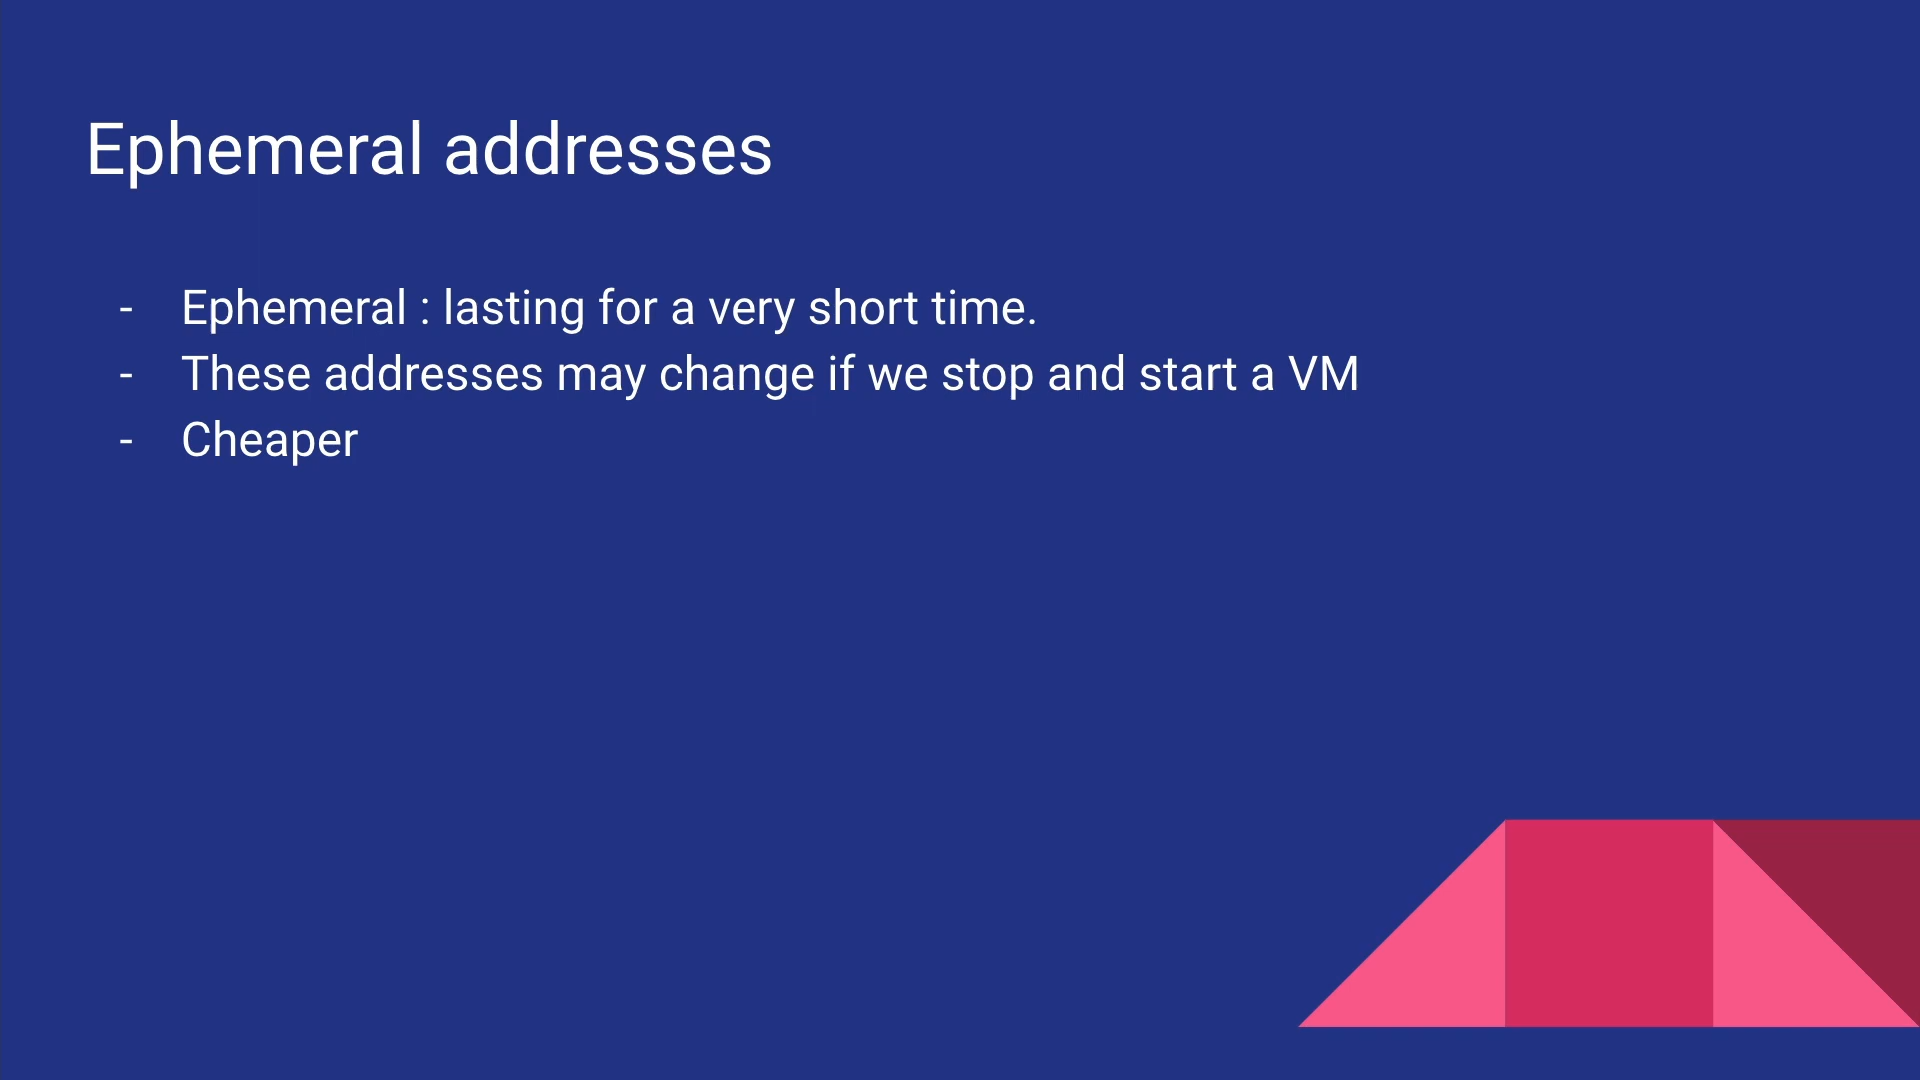 Ephemeral addresses
- Ephemeral : lasting for a very short time.
- These addresses may change if we stop and start a VM
- Cheaper